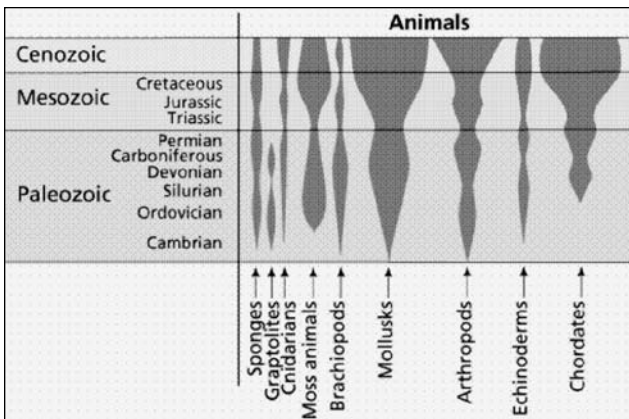 Animals
Cenozoic
Mesozoic
Cretaceous
Jurassic
Triassic
Paleozoic
Permian
Carboniferous
Devonian
Silurian
Ordovician
Cambrian
Sponges
Graptolites
Cnidarians
Moss animals
Brachiopods
Mollusks
Arthropods
Echinoderms
Chordates